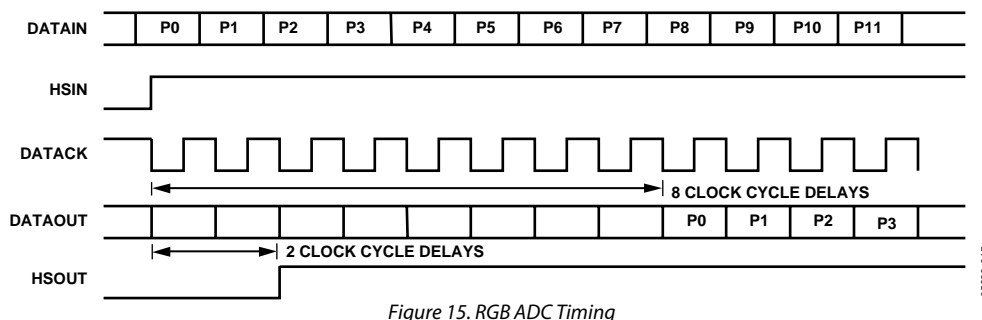 DATAIN P0 P1 P2 P3 P4 P5 P6 P7 P8 P9 P10 P11
HSIN
DATACK
8 CLOCK CYCLE DELAYS
DATAOUT P0 P1 P2 P3
2 CLOCK CYCLE DELAYS
HSOUT
Figure 15. RGB ADC Timing